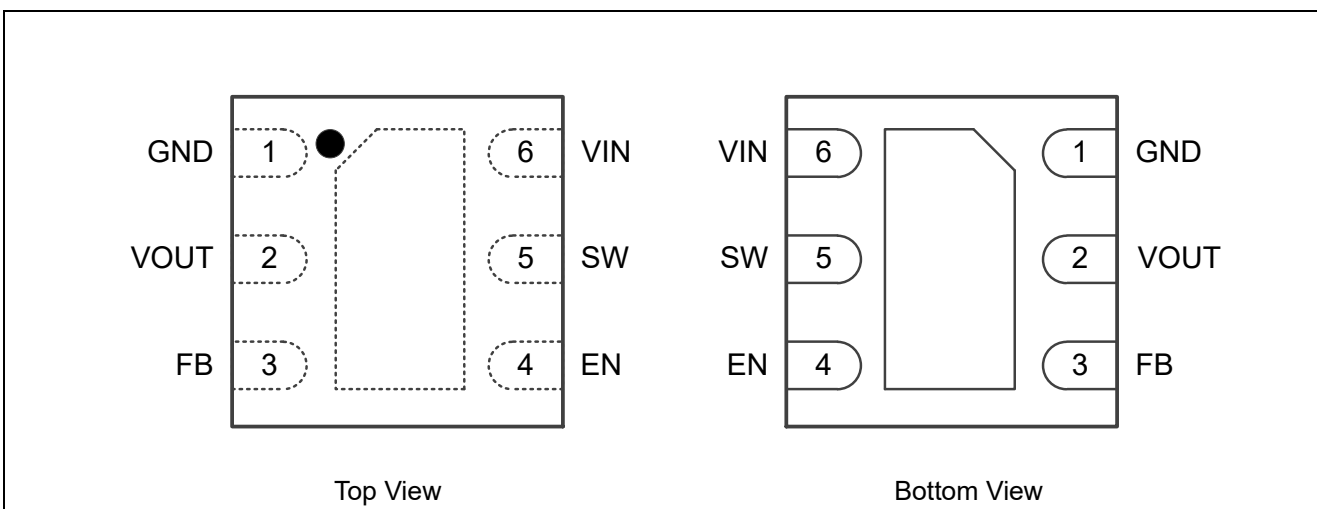 GND 1 6 VIN VIN 6 1 GND
VOUT 2 5 SW SW 5 2 VOUT
FB 3 4 EN EN 4 3 FB
Top View Bottom View